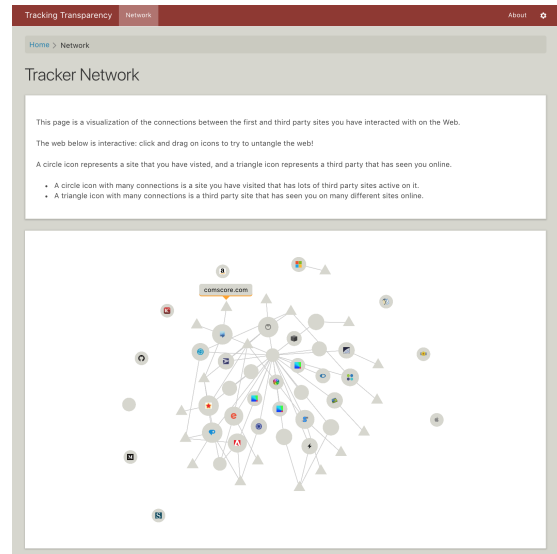 Tracking Transparency Network About
Home > Network
Tracker Network
This page is a visualization of the connections between the first and third party sites you have interacted with on the Web.
The web below is interactive: click and drag on icons to try to untangle the web!
A circle icon represents a site that you have visted, and a triangle icon represents a third party that has seen you online.
• A circle icon with many connections is a site you have visited that has lots of third party sites active on it.
• A triangle icon with many connections is a third party site that has seen you on many different sites online.
a
comscore.com
M